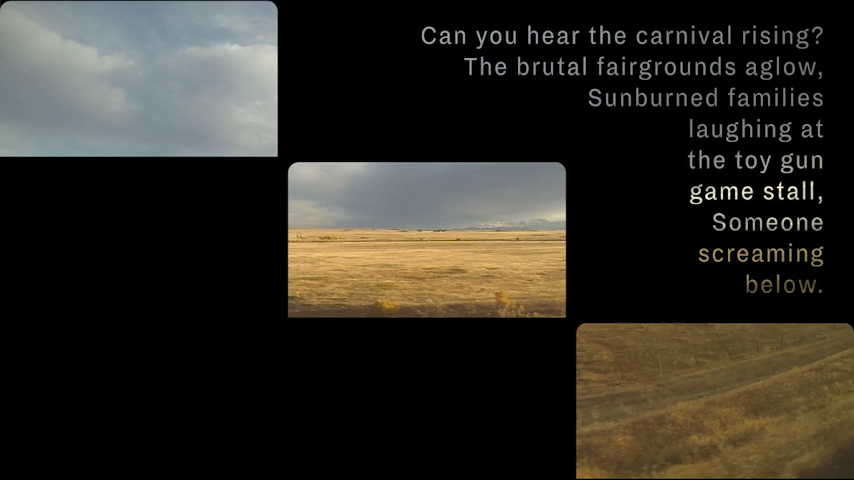 Can you hear the carnival rising?
The brutal fairgrounds aglow,
Sunburned families
laughing at
the toy gun
game stall,
Someone
screaming
below.